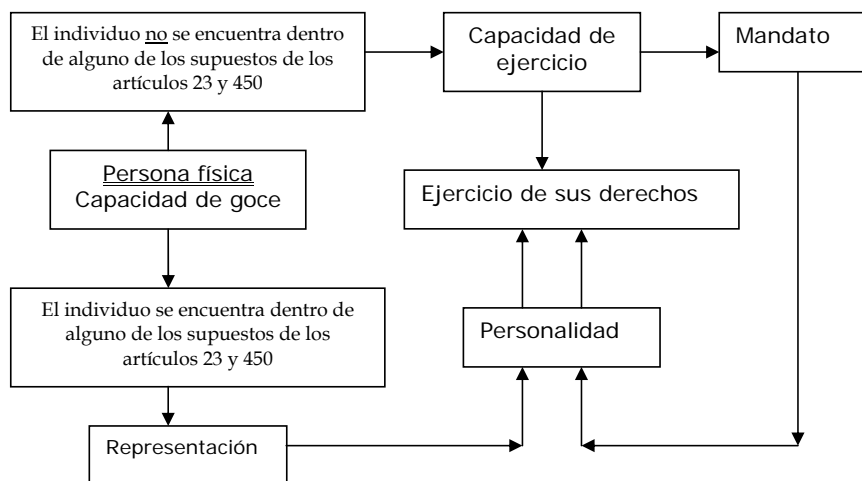 El individuo no se encuentra dentro
de alguno de los supuestos de los
artículos 23 y 450
Capacidad de
ejercicio
Mandato
Persona física
Capacidad de goce
Ejercicio de sus derechos
El individuo se encuentra dentro de
alguno de los supuestos de los
artículos 23 y 450
Personalidad
Representación